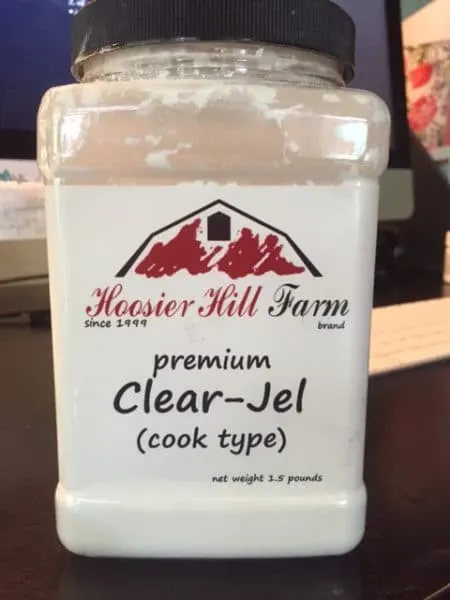 Hoosier Hill Farm
since 1999 brand
premium
Clear-Jel
(cook type)
net weight 1.5 pounds